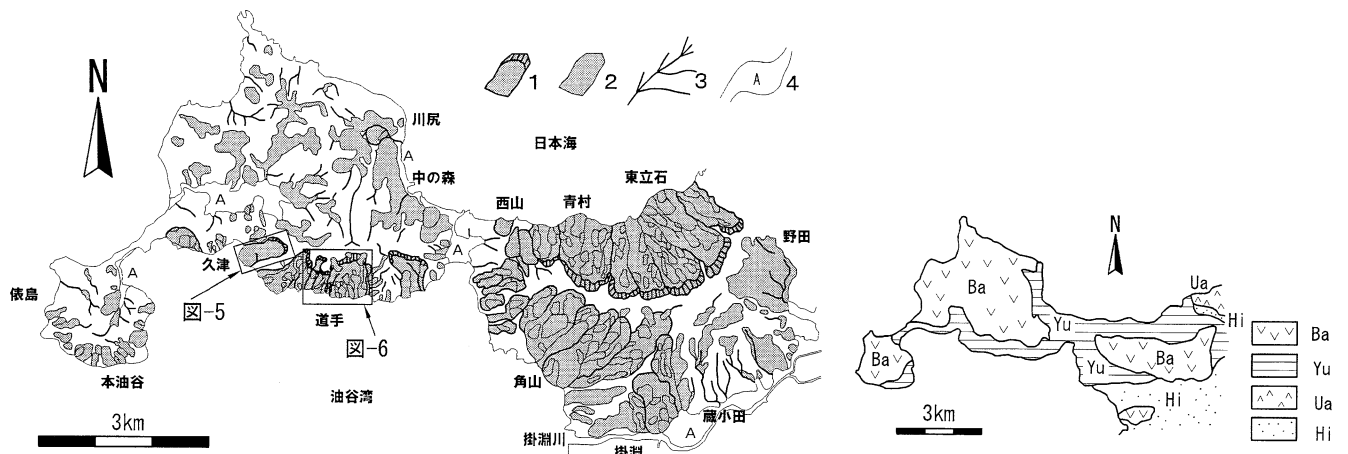 N
1
2
3
A
4
川尻
日本海
A
中の森
東立石
西山
青村
A
野田
A
久津
A
俵島
図-5
道手
図-6
本油谷
角山
油谷湾
蔵小田
3km
掛淵川
A
掛淵
N
Ua
Ba
Hi
Ba
Yu
Yu
Ba
Hi
3km
Ba
Yu
Ua
Hi